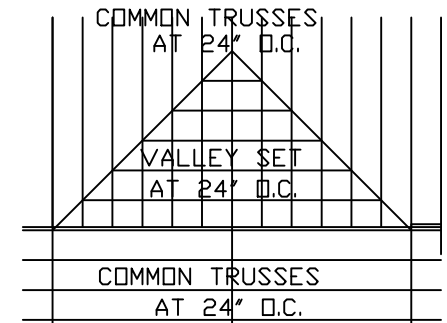 COMMON TRUSSES
AT 24" O.C.
VALLEY SET
AT 24" O.C.
COMMON TRUSSES
AT 24" O.C.